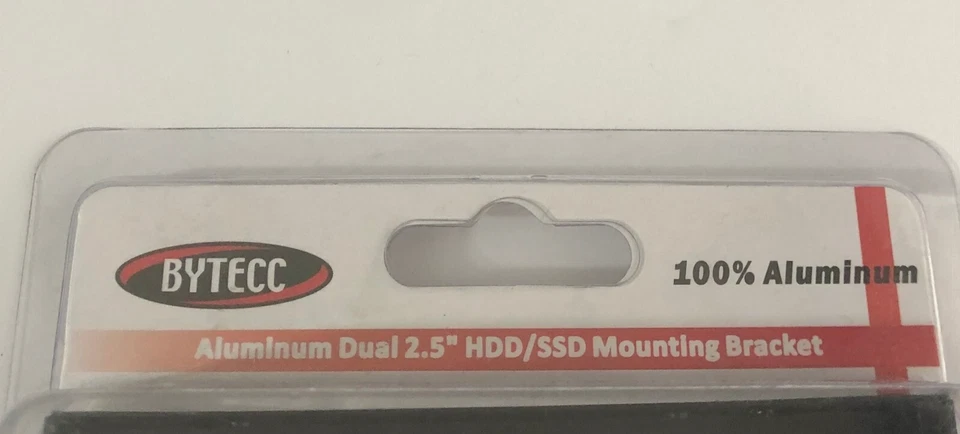 BYTECC
100% Aluminum
Aluminum Dual 2.5" HDD/SSD Mounting Bracket